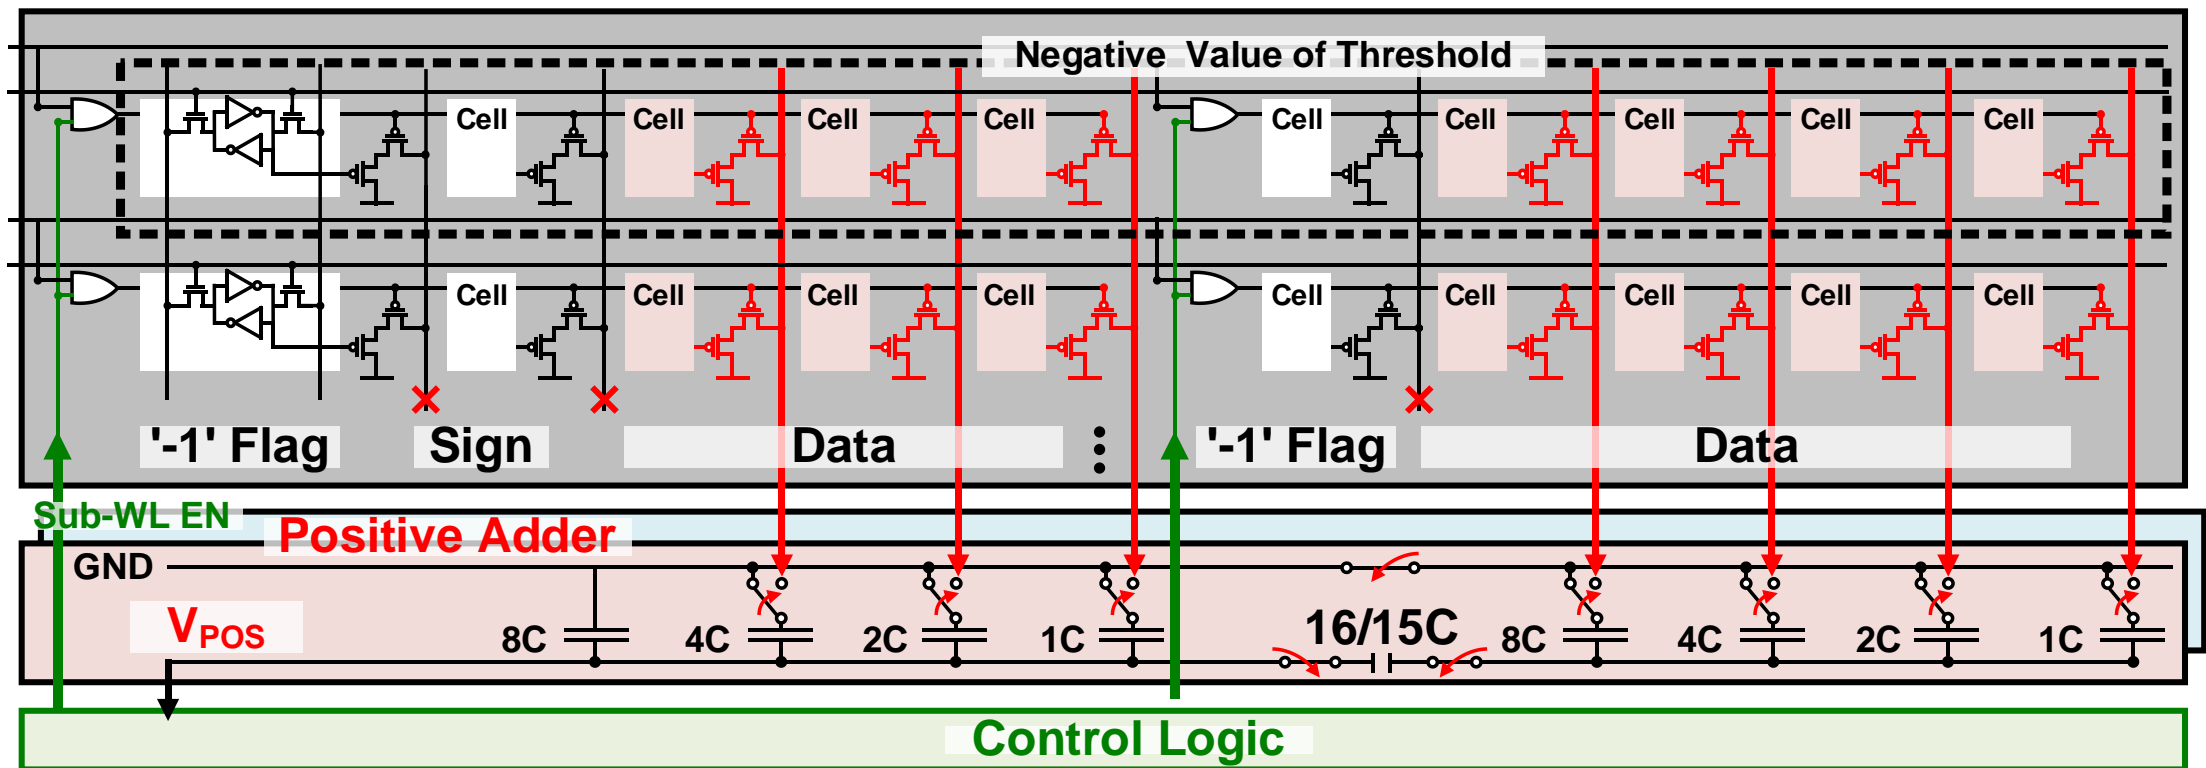 Negative Value of Threshold
Cell Cell Cell Cell Cell Cell Cell Cell Cell
Cell Cell Cell Cell Cell Cell Cell Cell Cell
'-1' Flag Sign Data '-1' Flag Data
Sub-WL EN
Positive Adder
GND
VPOS
16/15C
8C 4C 2C 1C 8C 4C 2C 1C
Control Logic